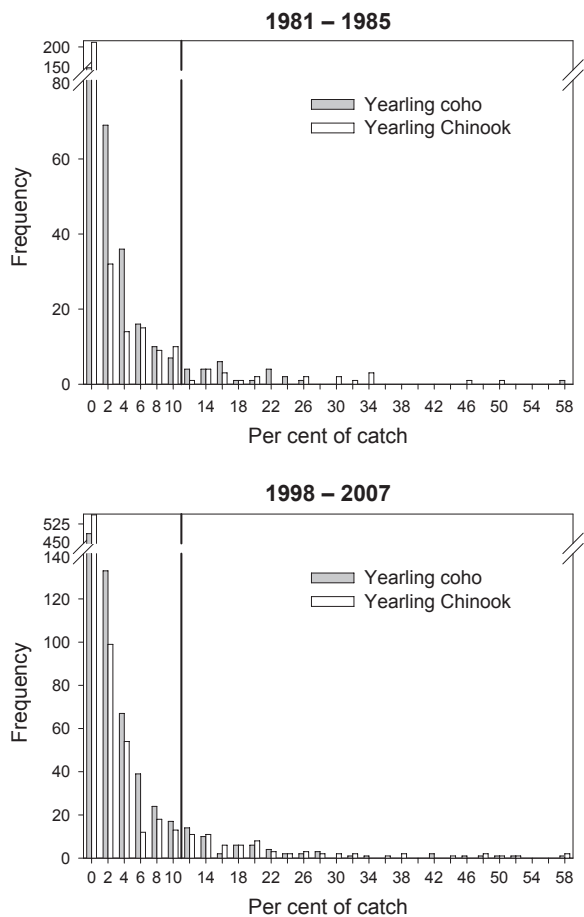 1981 – 1985
200
150
80
60
40
20
0
Frequency
Yearling coho
Yearling Chinook
0 2 4 6 8 10 14 18 22 26 30 34 38 42 46 50 54 58
Per cent of catch
1998 – 2007
525
450
140
120
100
80
60
40
20
0
Frequency
Yearling coho
Yearling Chinook
0 2 4 6 8 10 14 18 22 26 30 34 38 42 46 50 54 58
Per cent of catch